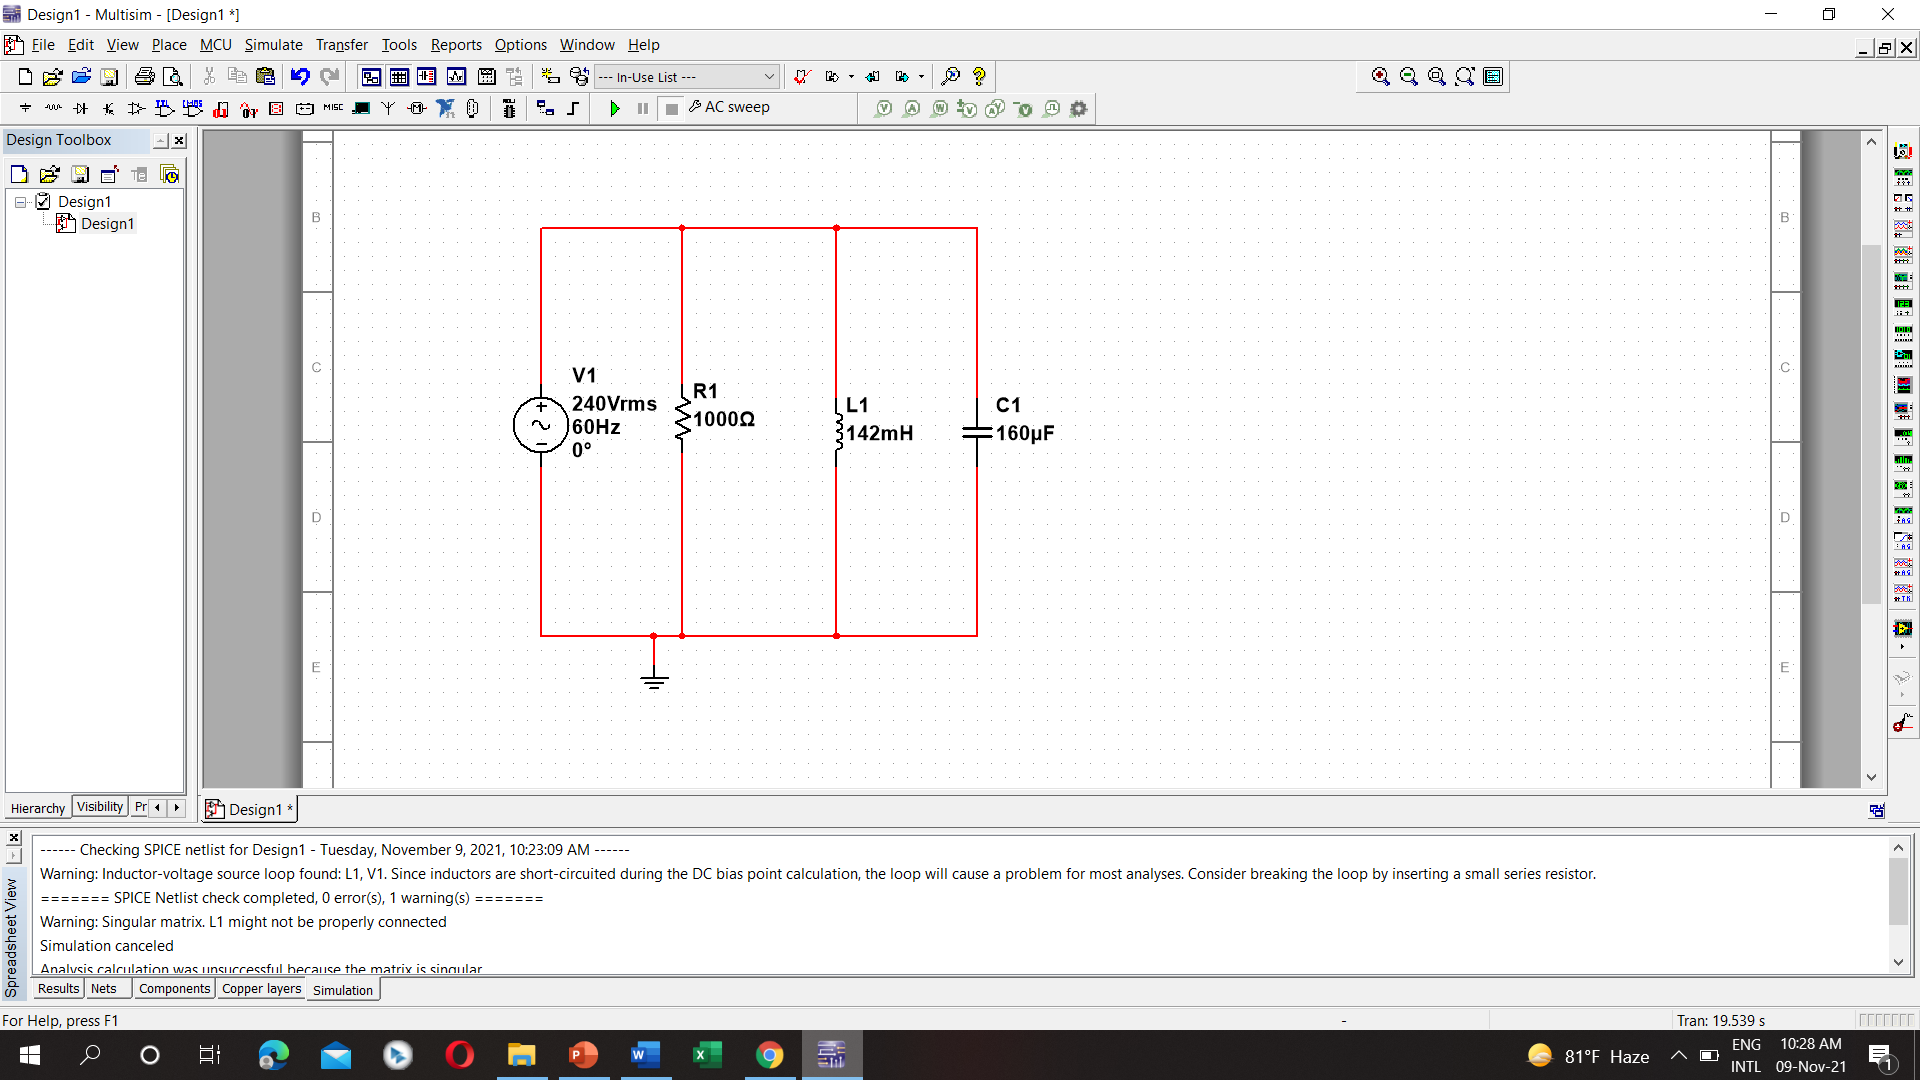 Design1 - Multisim - [Design1 *]
File Edit View Place MCU Simulate Transfer Tools Reports Options Window Help
--- In-Use List ---
MISC
AC sweep
Design Toolbox
Design1
Design1
B
B
C
C
D
D
E
E
V1
240Vrms
60Hz
0°
R1
1000Ω
L1
142mH
C1
160µF
Hierarchy Visibility Pr
Design1 *
------ Checking SPICE netlist for Design1 - Tuesday, November 9, 2021, 10:23:09 AM ------
Warning: Inductor-voltage source loop found: L1, V1. Since inductors are short-circuited during the DC bias point calculation, the loop will cause a problem for most analyses. Consider breaking the loop by inserting a small series resistor.
======= SPICE Netlist check completed, 0 error(s), 1 warning(s) =======
Warning: Singular matrix. L1 might not be properly connected
Simulation canceled
Analysis calculation was unsuccessful because the matrix is singular
Spreadsheet View
Results Nets Components Copper layers Simulation
For Help, press F1
-
Tran: 19.539 s
81°F Haze
ENG
INTL
10:28 AM
09-Nov-21
1